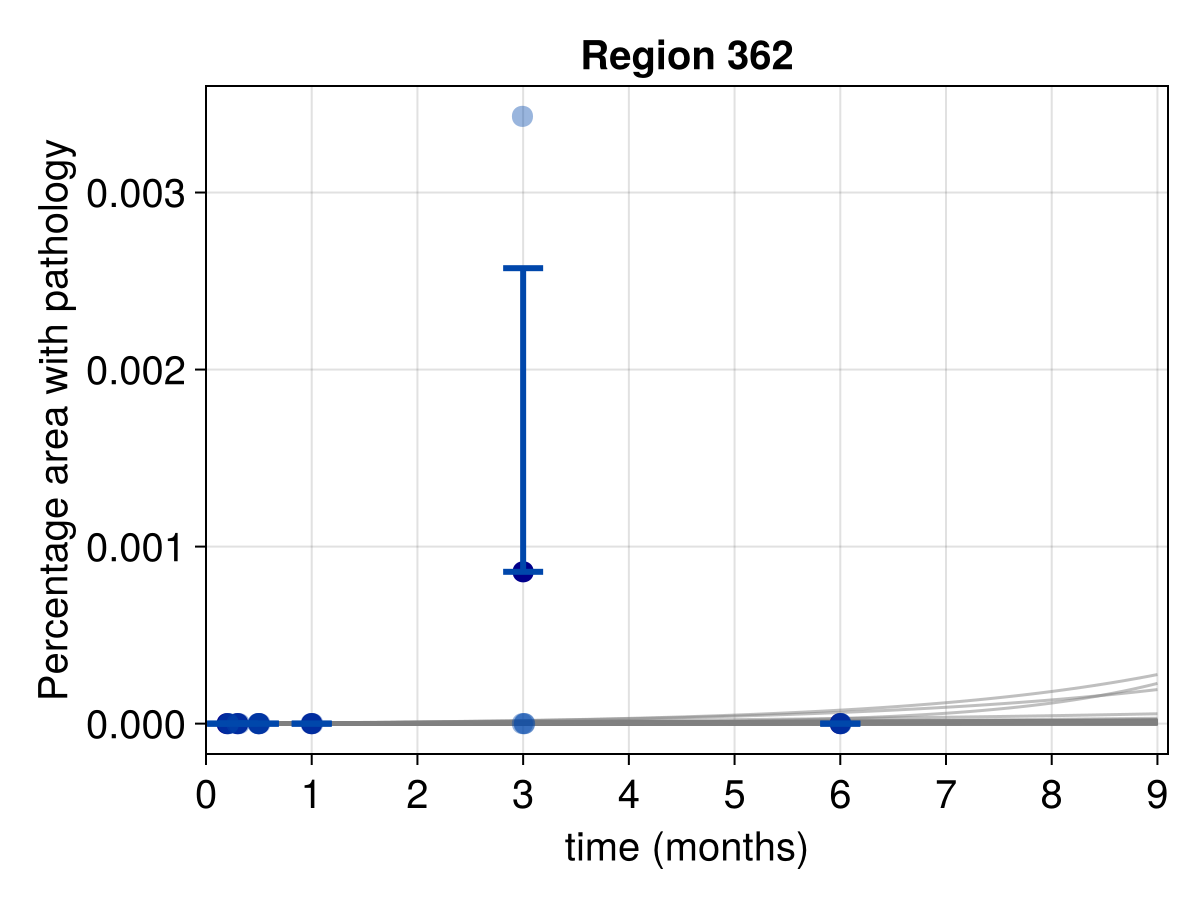 Region 362
Percentage area with pathology
0.003
0.002
0.001
0.000
0 1 2 3 4 5 6 7 8 9
time (months)